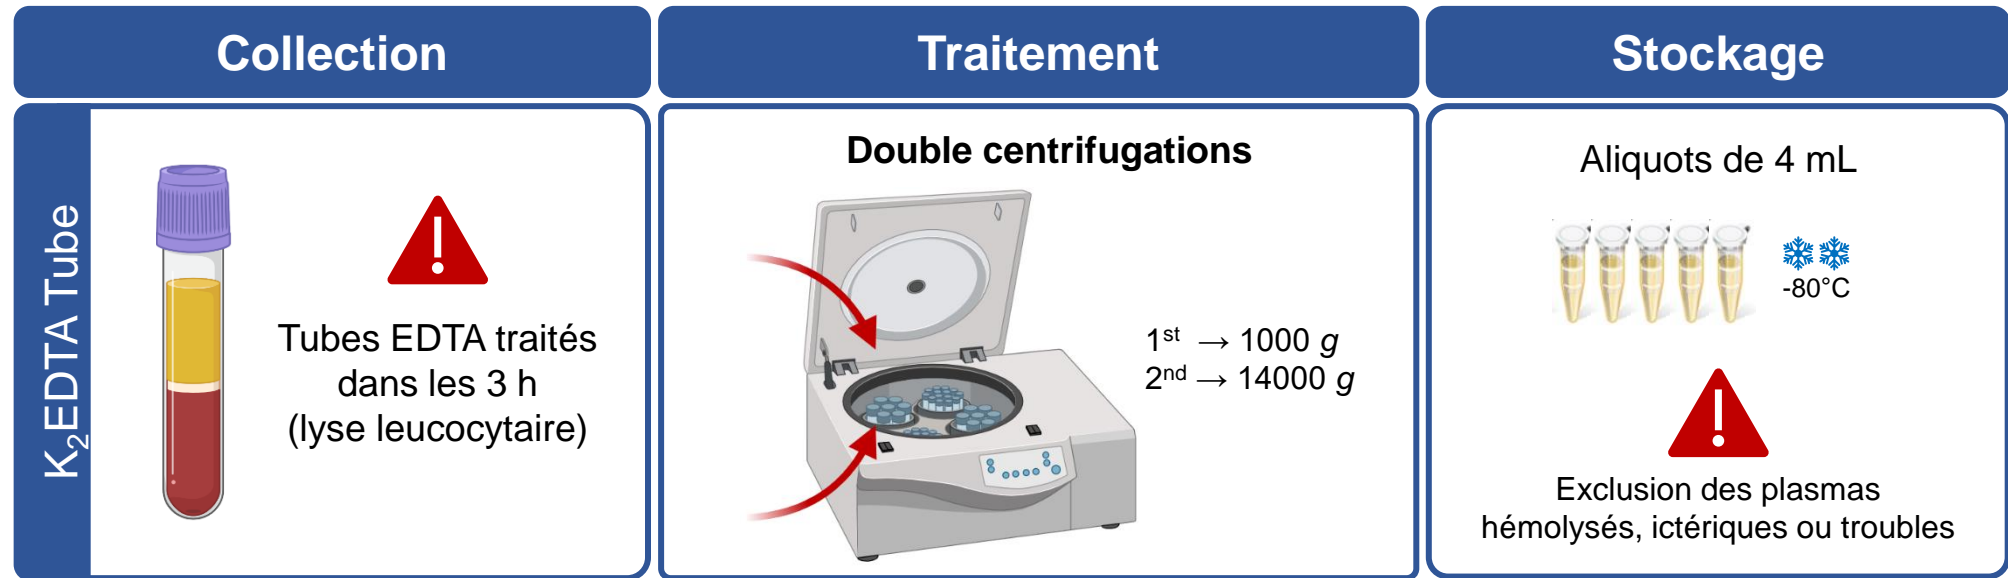 Collection
Traitement
Stockage
K₂EDTA Tube
Tubes EDTA traités
dans les 3 h
(lyse leucocytaire)
Double centrifugations
1st → 1000 g
2nd → 14000 g
Aliquots de 4 mL
-80°C
Exclusion des plasmas
hémolysés, ictériques ou troubles